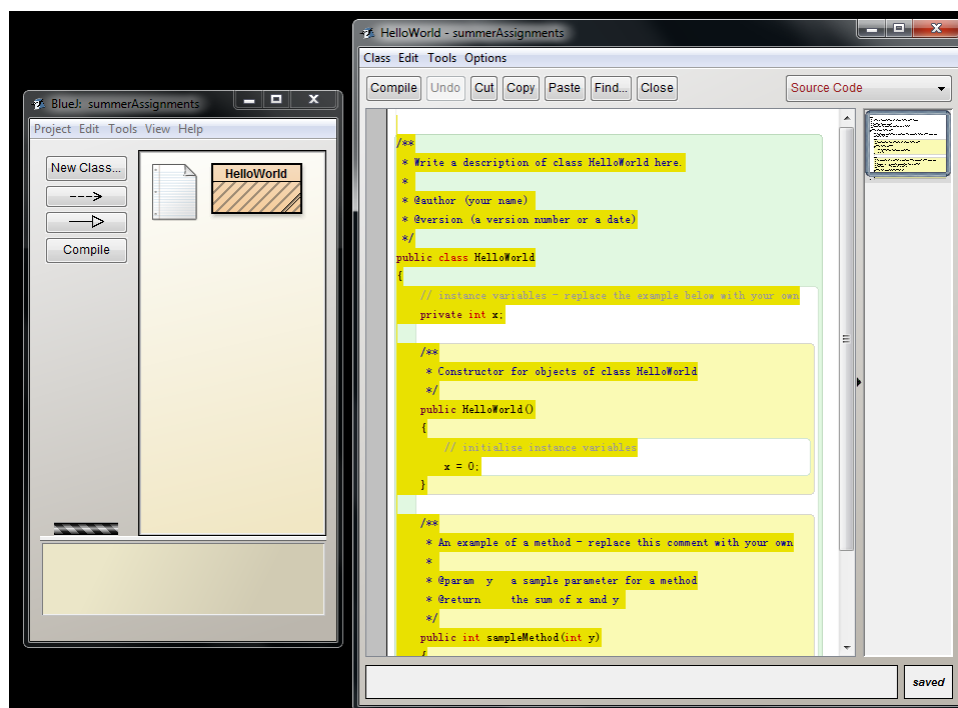 BlueJ: summerAssignments
Project Edit Tools View Help
New Class...
Compile
HelloWorld
HelloWorld - summerAssignments
Class Edit Tools Options
Compile Undo Cut Copy Paste Find... Close
Source Code
/**
* Write a description of class HelloWorld here.
*
* @author (your name)
* @version (a version number or a date)
*/
public class HelloWorld
{
// instance variables - replace the example below with your own
private int x;
/**
* Constructor for objects of class HelloWorld
*/
public HelloWorld()
{
// initialise instance variables
x = 0;
}
/**
* An example of a method - replace this comment with your own
*
* @param y a sample parameter for a method
* @return the sum of x and y
*/
public int sampleMethod(int y)
{
saved